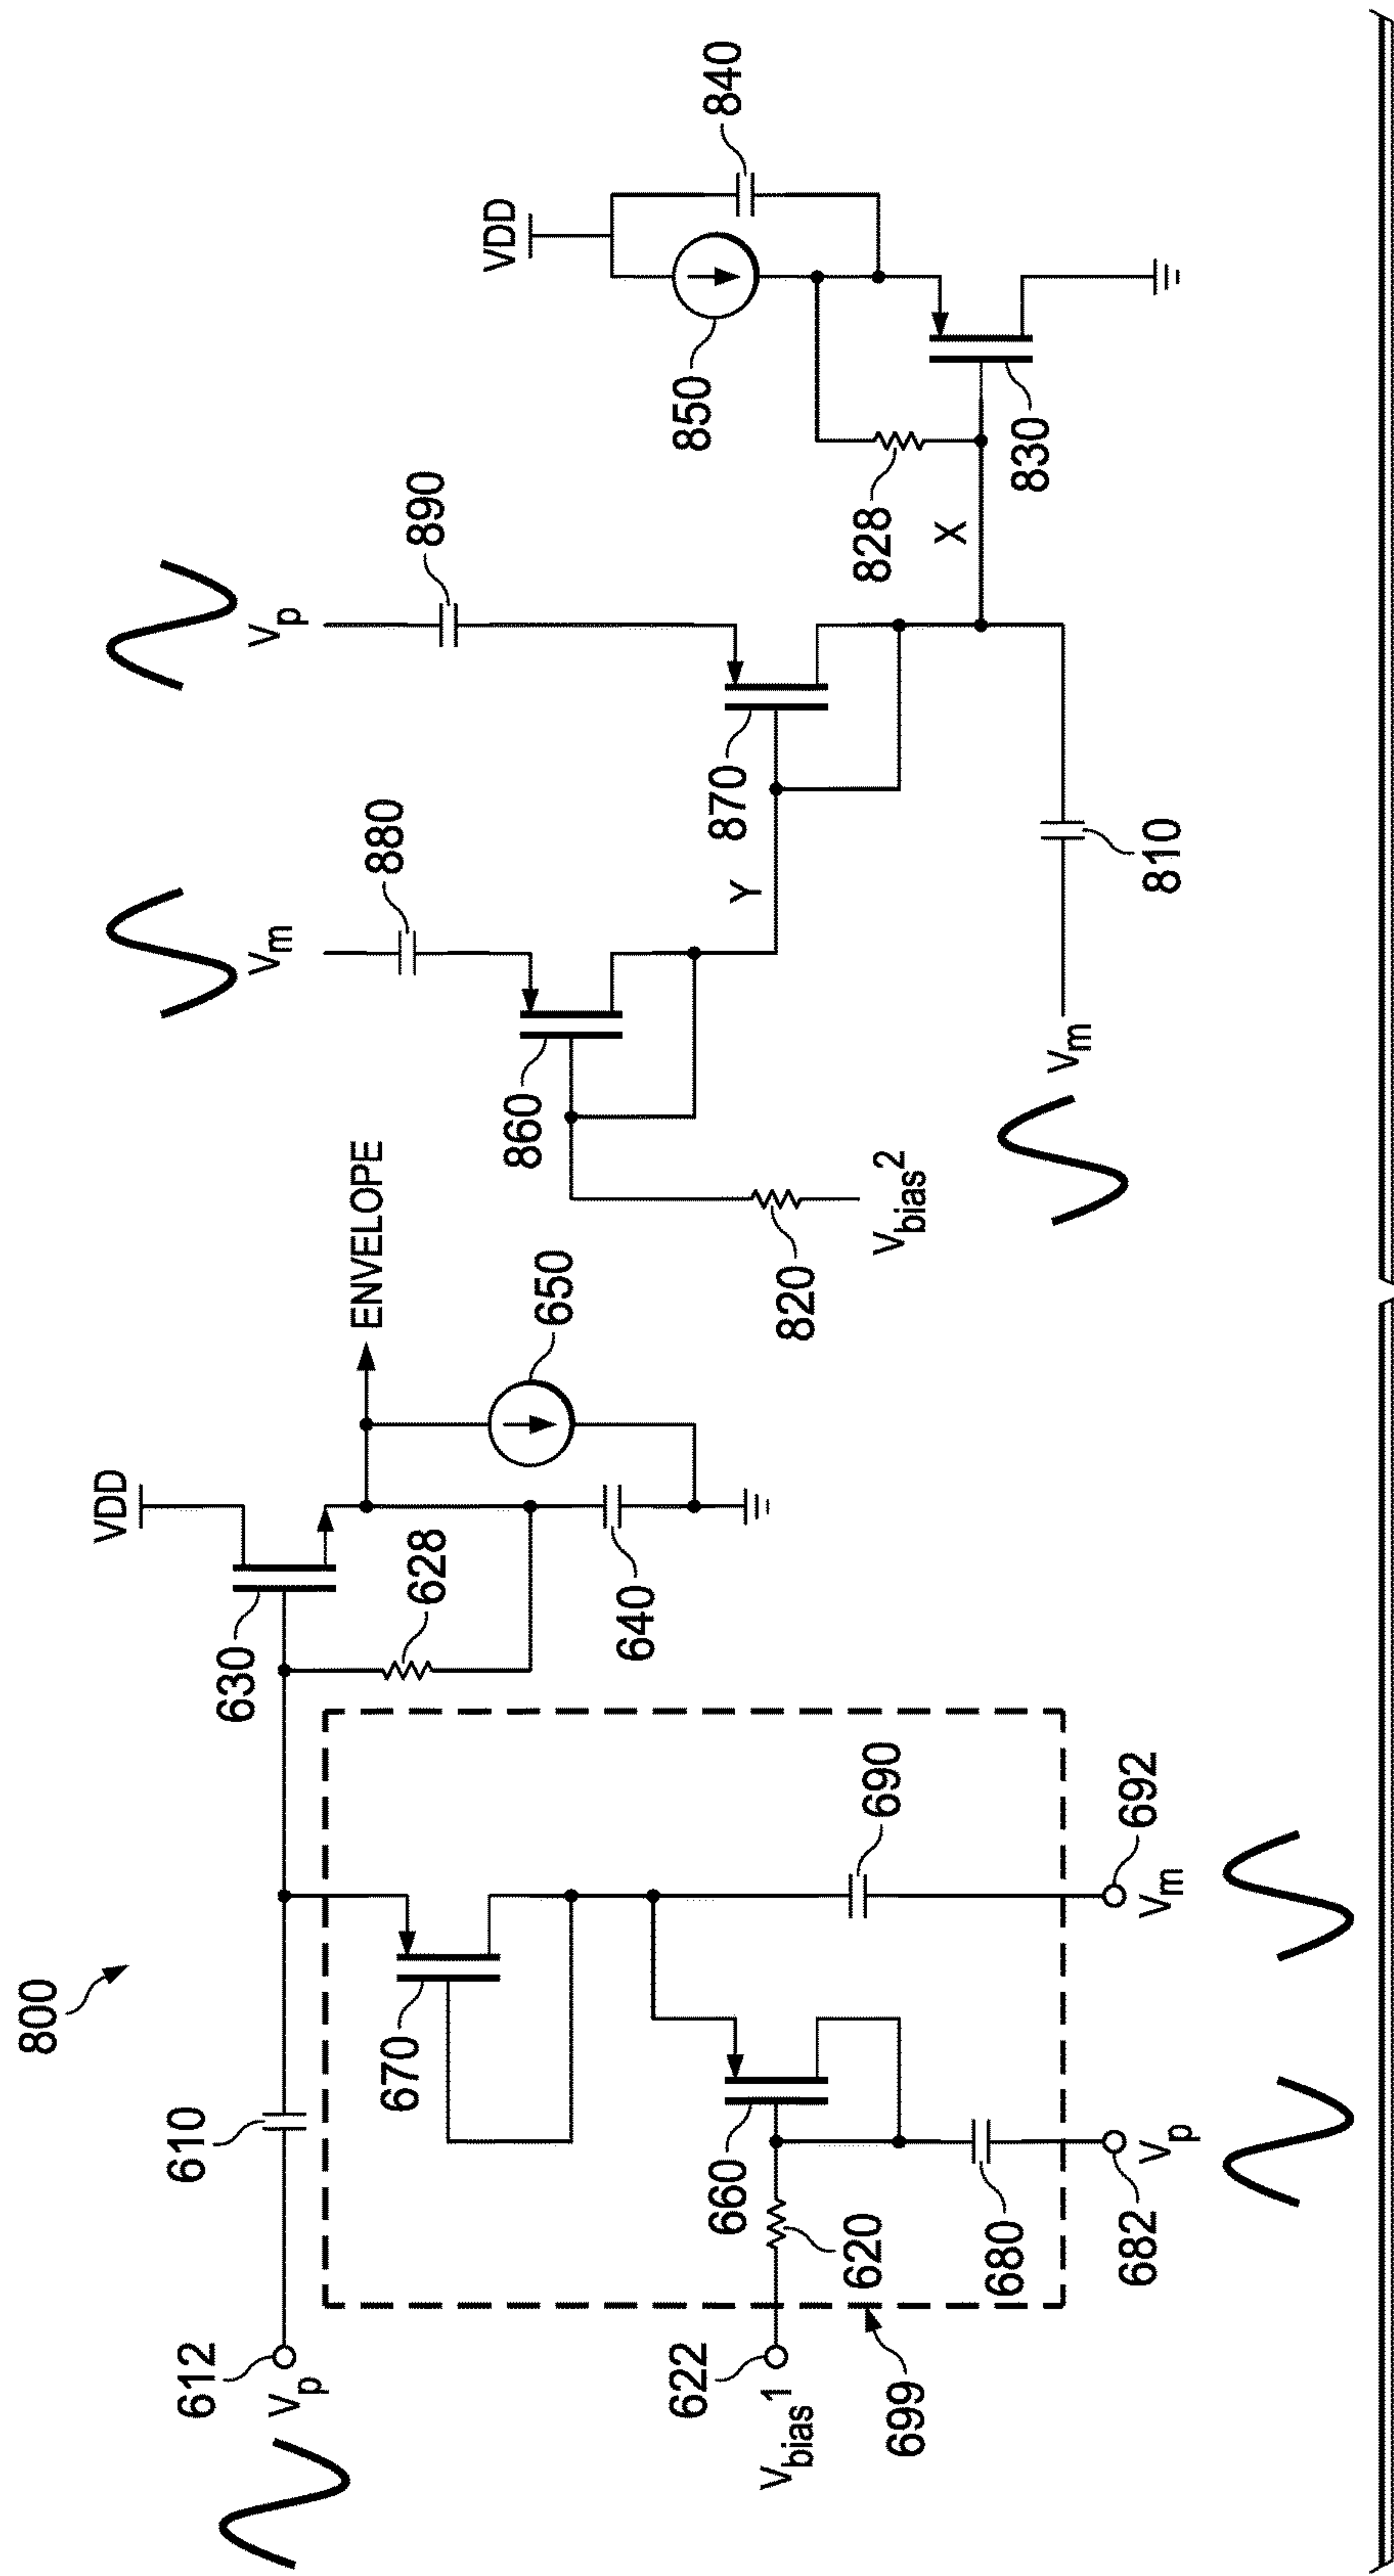 800
612
Vp
610
630
VDD
ENVELOPE
628
640
650
670
660
620
680
690
622
Vbias1
699
682
Vp
692
Vm
Vm
880
860
820
Vbias2
Y
Vp
890
870
Vm
810
X
828
850
VDD
840
830